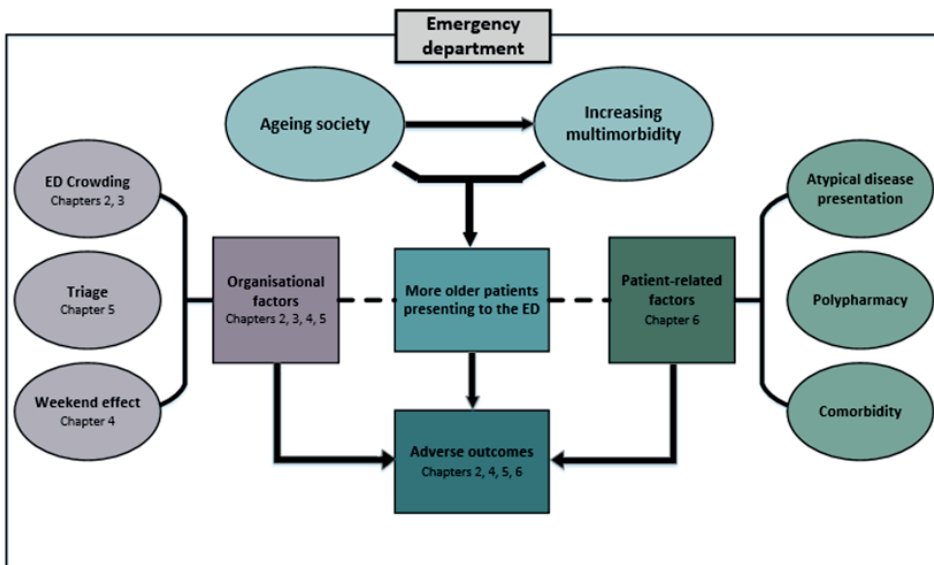 Emergency
department
Ageing society
Increasing
multimorbidity
ED Crowding
Chapters 2, 3
Triage
Chapter 5
Weekend effect
Chapter 4
Organisational
factors
Chapters 2, 3, 4, 5
More older patients
presenting to the ED
Patient-related
factors
Chapter 6
Atypical disease
presentation
Polypharmacy
Comorbidity
Adverse outcomes
Chapters 2, 4, 5, 6